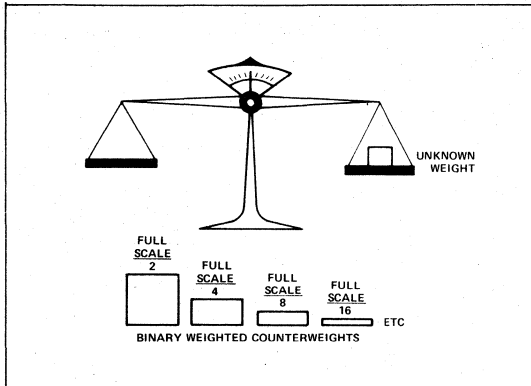 UNKNOWN
WEIGHT
FULL
SCALE
2
FULL
SCALE
4
FULL
SCALE
8
FULL
SCALE
16
ETC
BINARY WEIGHTED COUNTERWEIGHTS